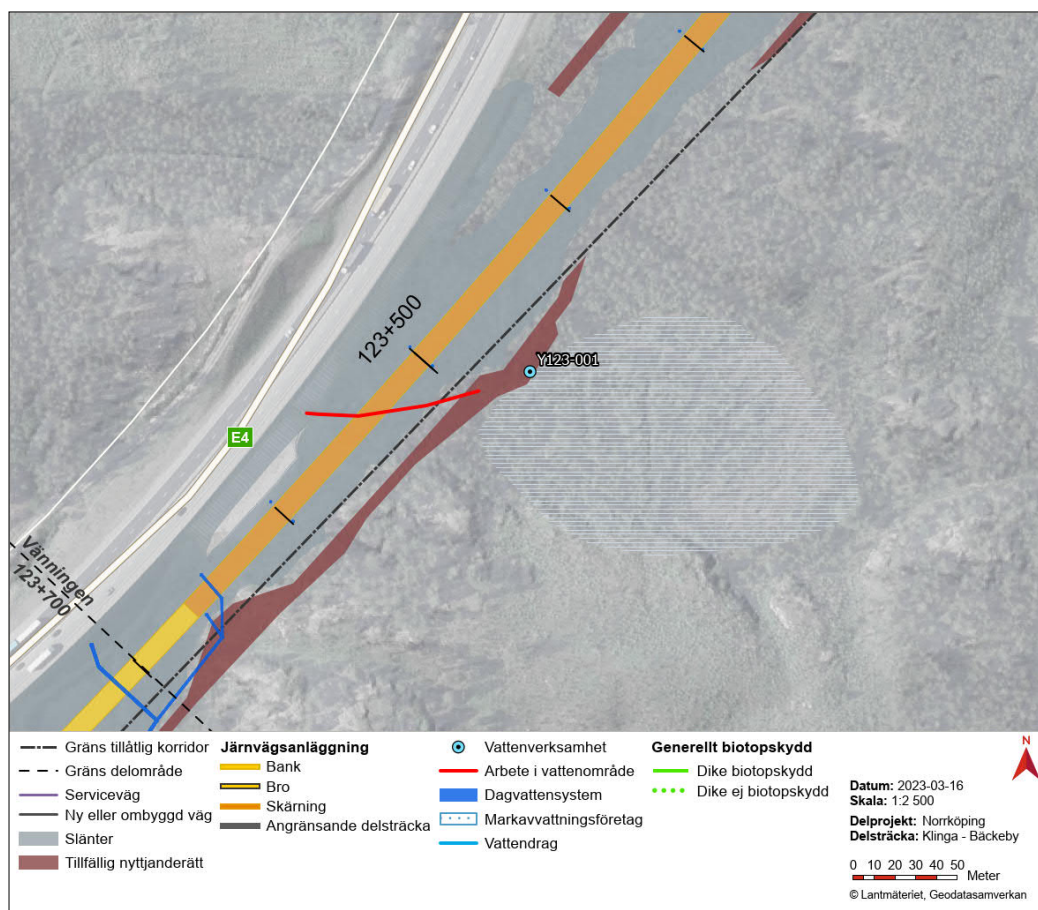 123+500
Y123-001
E4
Vänningen
123+700
Gräns tillåtlig korridor
Gräns delområde
Serviceväg
Ny eller ombyggd väg
Slänter
Tillfällig nyttjanderätt
Järnvägsanläggning
Bank
Bro
Skärning
Angränsande delsträcka
Vattenverksamhet
Arbete i vattenområde
Dagvattensystem
Markavvattningsföretag
Vattendrag
Generellt biotopskydd
Dike biotopskydd
Dike ej biotopskydd
N
Datum: 2023-03-16
Skala: 1:2 500
Delprojekt: Norrköping
Delsträcka: Klinga - Bäckeby
0 10 20 30 40 50
Meter
© Lantmäteriet, Geodatasamverkan